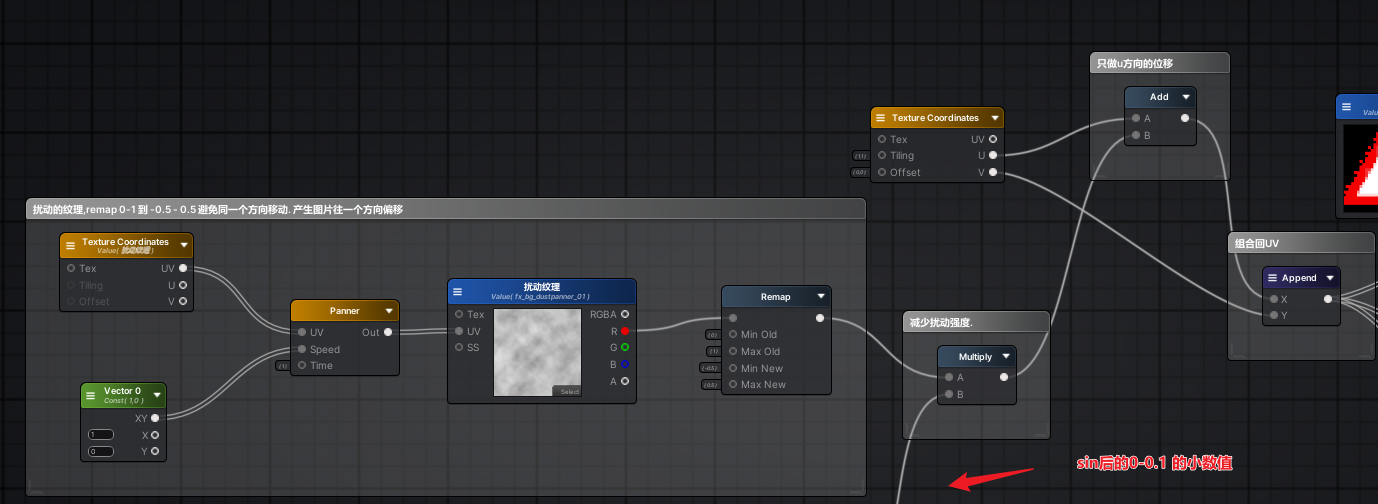 只做u方向的位移
Add
A
B
Texture Coordinates
Tex
UV
(1,1)
Tiling
U
(0,0)
Offset
V
扰动的纹理,remap 0-1 到 -0.5 - 0.5 避免同一个方向移动. 产生图片往一个方向偏移
Texture Coordinates
Value( 扰动纹理 )
Tex
UV
Tiling
U
Offset
V
Panner
UV
Out
Speed
(1)
Time
Vector 0
Const( 1,0 )
XY
1
X
0
Y
扰动纹理
Value( fx_bg_dustpanner_01 )
Tex
RGBA
UV
R
SS
G
B
A
Select
Remap
(0)
Min Old
(1)
Max Old
(-0.5)
Min New
(0.5)
Max New
减少扰动强度.
Multiply
A
B
组合回UV
Append
X
Y
Valu
sin后的0-0.1 的小数值